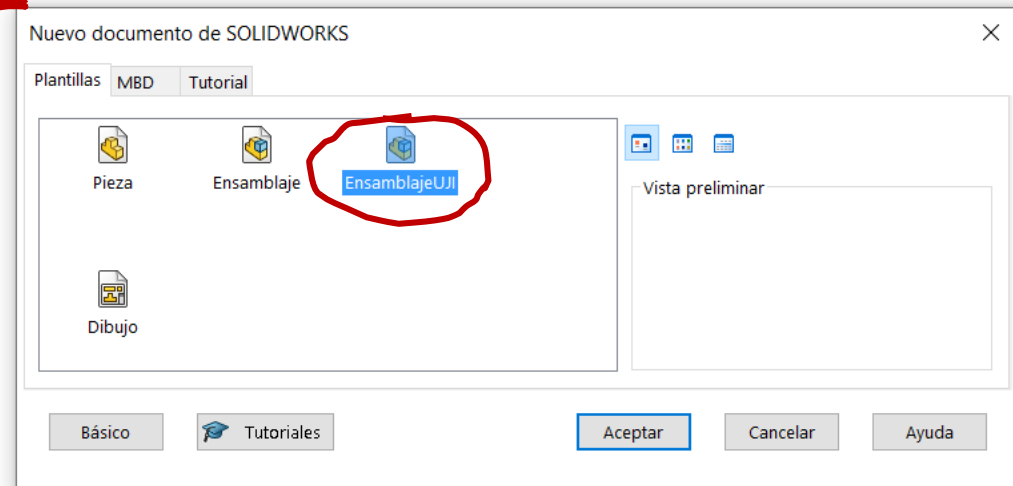 Nuevo documento de SOLIDWORKS
Plantillas MBD Tutorial
Pieza Ensamblaje EnsamblajeUJI
Vista preliminar
Dibujo
Básico Tutoriales Aceptar Cancelar Ayuda